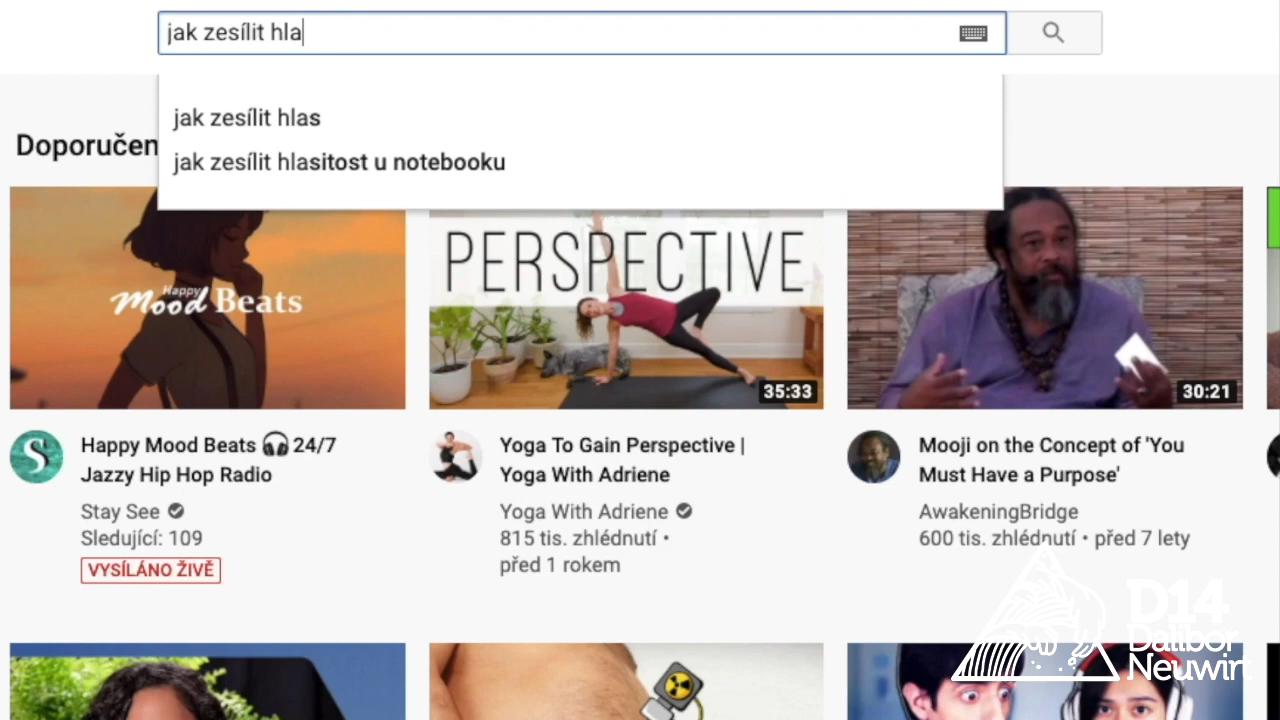 jak zesílit hla
jak zesílit hlas
jak zesílit hlasitost u notebooku
Doporučen
Happy
Mood Beats
PERSPECTIVE
35:33
30:21
S
Happy Mood Beats 🎧 24/7
Jazzy Hip Hop Radio
Stay See
Sledující: 109
VYSÍLÁNO ŽIVĚ
Yoga To Gain Perspective |
Yoga With Adriene
Yoga With Adriene
815 tis. zhlédnutí •
před 1 rokem
Mooji on the Concept of 'You
Must Have a Purpose'
AwakeningBridge
600 tis. zhlédnutí • před 7 lety
D14
Dalibor
Neuwirt